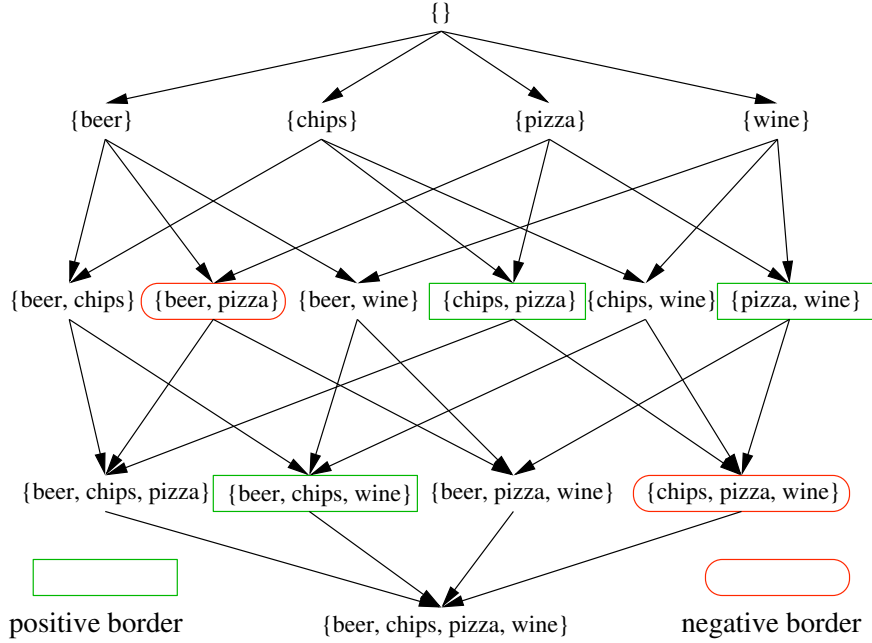 {}
{beer} {chips} {pizza} {wine}
{beer, chips} {beer, pizza} {beer, wine} {chips, pizza} {chips, wine} {pizza, wine}
{beer, chips, pizza} {beer, chips, wine} {beer, pizza, wine} {chips, pizza, wine}
positive border {beer, chips, pizza, wine} negative border